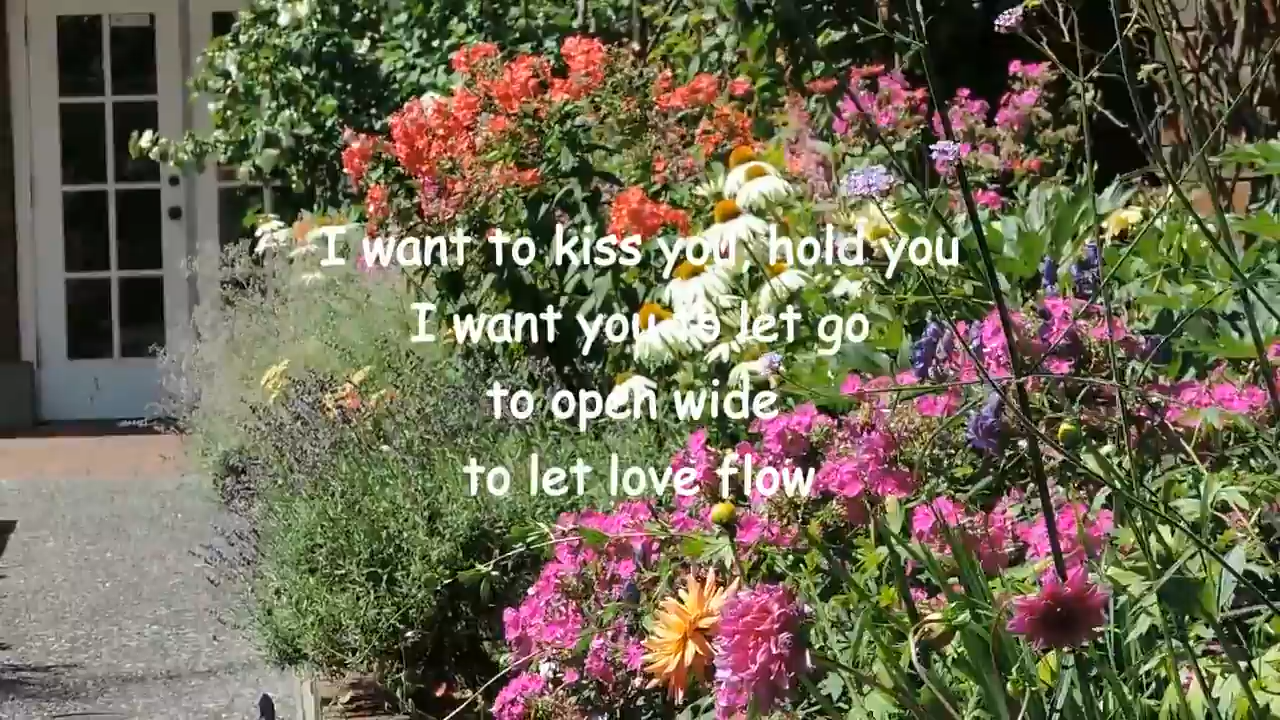 I want to kiss you, hold you
I want you to let go
to open wide
to let love flow